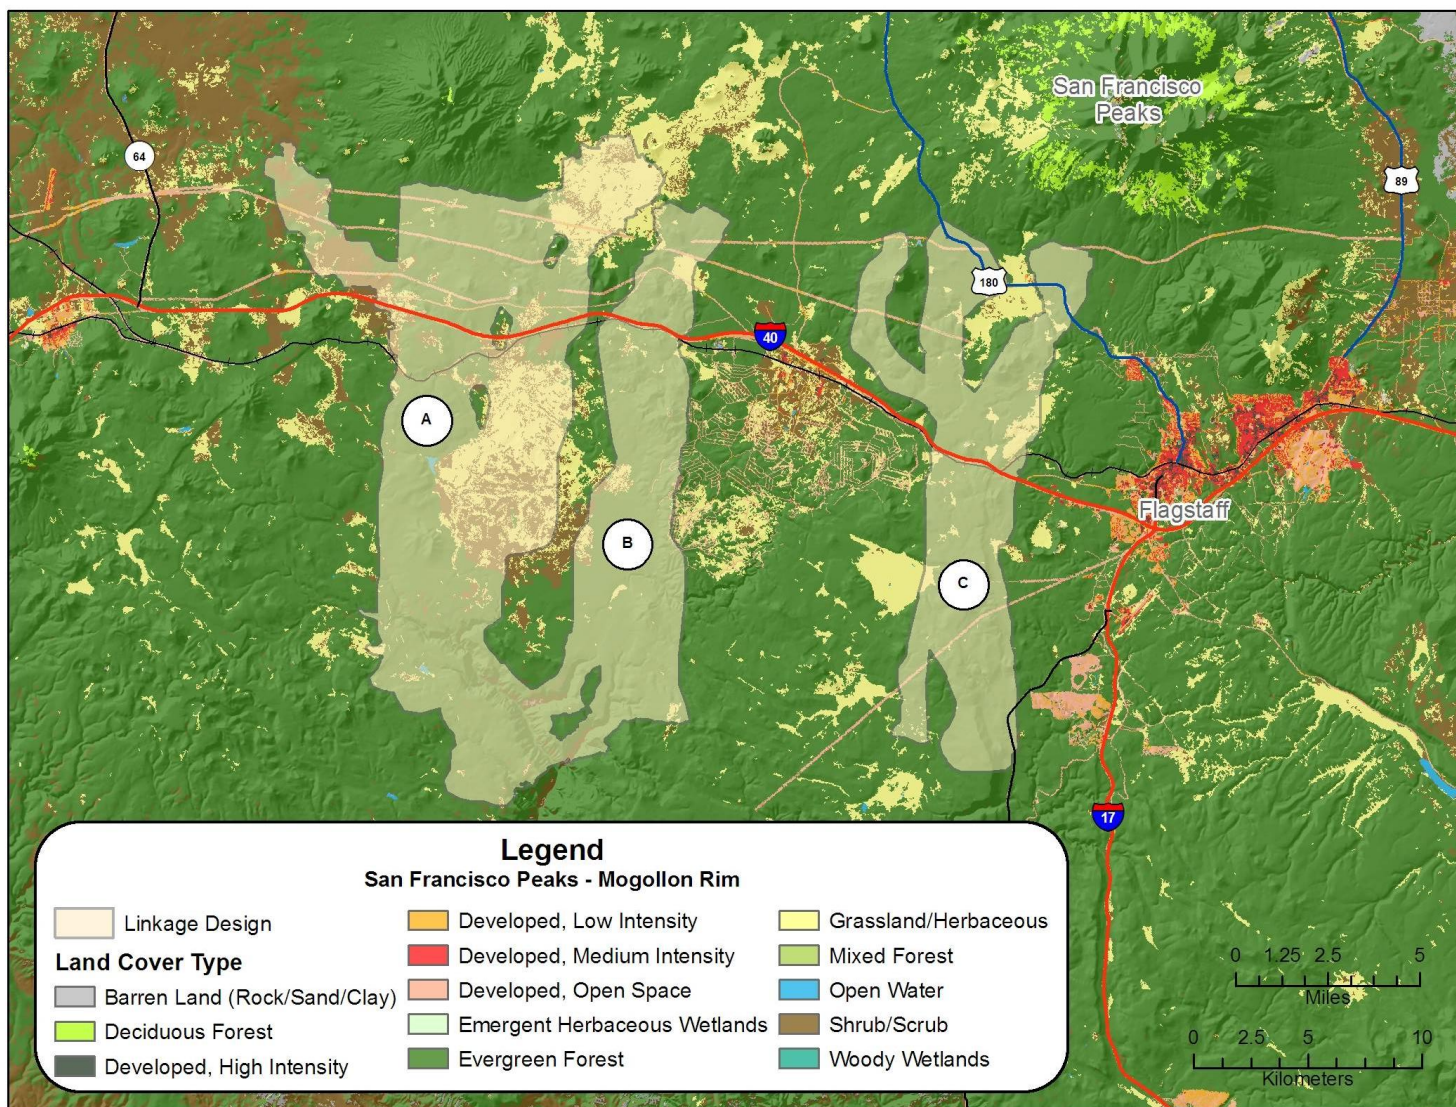 San Francisco
Peaks
64
89
180
40
A
B
C
Flagstaff
17
Legend
San Francisco Peaks - Mogollon Rim
Linkage Design
Land Cover Type
Barren Land (Rock/Sand/Clay)
Deciduous Forest
Developed, High Intensity
Developed, Low Intensity
Developed, Medium Intensity
Developed, Open Space
Emergent Herbaceous Wetlands
Evergreen Forest
Grassland/Herbaceous
Mixed Forest
Open Water
Shrub/Scrub
Woody Wetlands
0 1.25 2.5 5
Miles
0 2.5 5 10
Kilometers